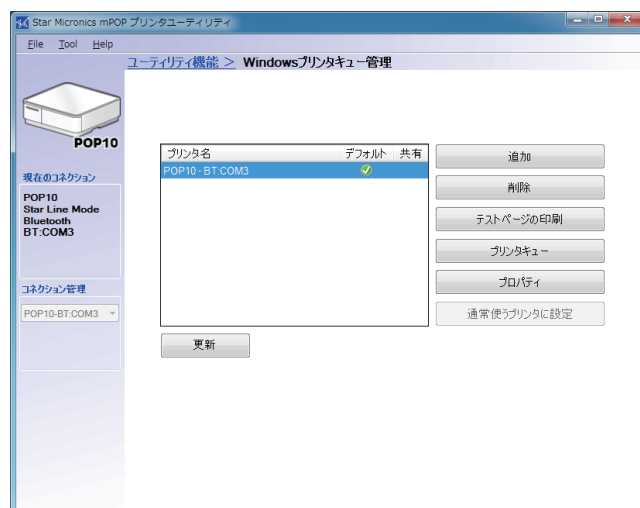 Star Micronics mPOP プリンタユーティリティ
File Tool Help
ユーティリティ機能 > Windowsプリンタキュー管理
POP10
現在のコネクション
POP10
Star Line Mode
Bluetooth
BT:COM3
コネクション管理
POP10-BT:COM3
プリンタ名 デフォルト 共有
POP10 - BT:COM3
追加
削除
テストページの印刷
プリンタキュー
プロパティ
通常使うプリンタに設定
更新